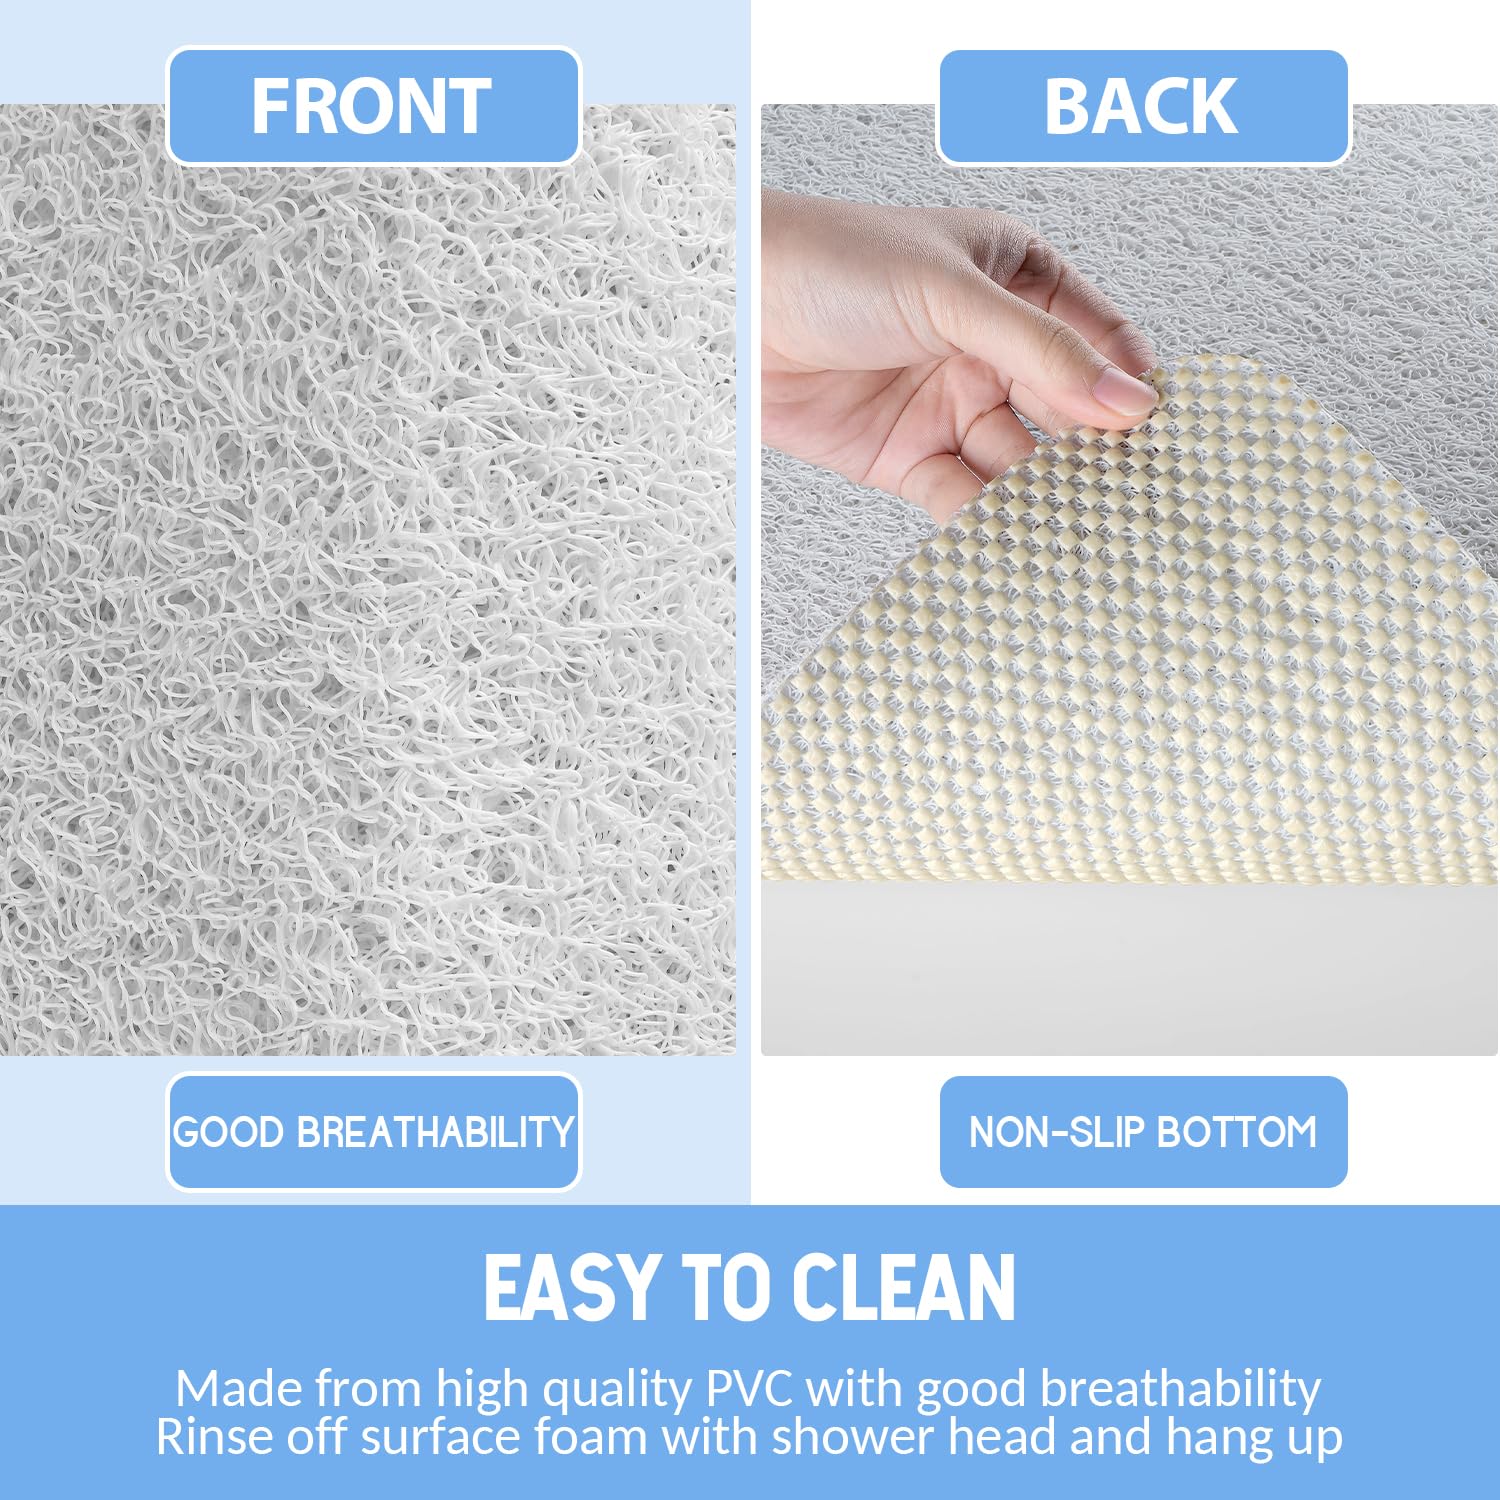 FRONT
BACK
GOOD BREATHABILITY
NON-SLIP BOTTOM
EASY TO CLEAN
Made from high quality PVC with good breathability
Rinse off surface foam with shower head and hang up